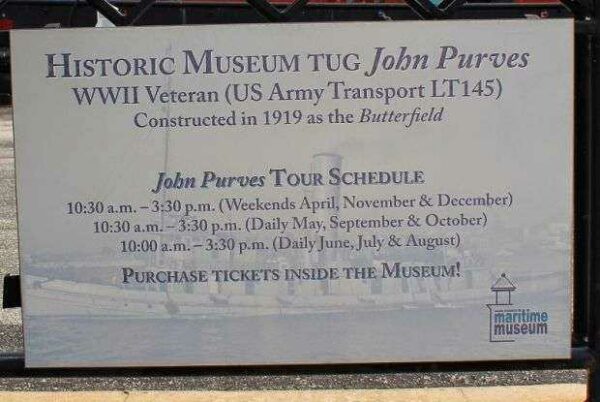 Historic Museum tug John Purves
WWII Veteran (US Army Transport LT145)
Constructed in 1919 as the Butterfield
John Purves Tour Schedule
10:30 a.m. – 3:30 p.m. (Weekends April, November & December)
10:30 a.m. – 3:30 p.m. (Daily May, September & October)
10:00 a.m. – 3:30 p.m. (Daily June, July & August)
Purchase tickets inside the Museum!
maritime
museum